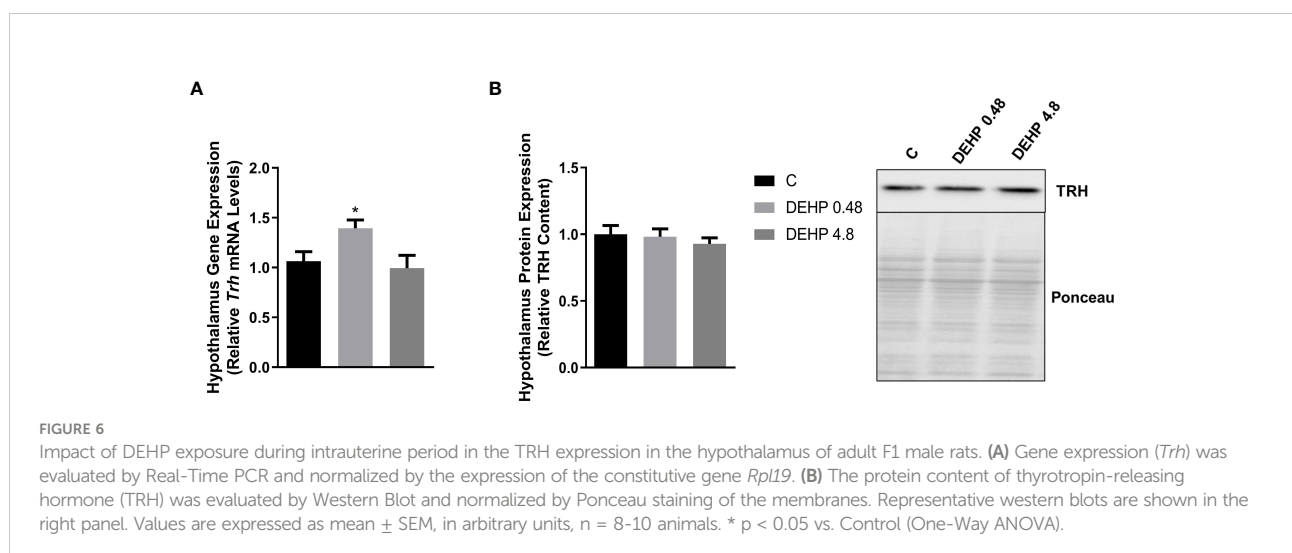 A
B
Hypothalamus Gene Expression
(Relative Trh mRNA Levels)
2.0
1.5
1.0
0.5
0.0
*
Hypothalamus Protein Expression
(Relative TRH Content)
1.5
1.0
0.5
0.0
C
DEHP 0.48
DEHP 4.8
C
DEHP 0.48
DEHP 4.8
TRH
Ponceau
FIGURE 6
Impact of DEHP exposure during intrauterine period in the TRH expression in the hypothalamus of adult F1 male rats. (A) Gene expression (Trh) was
evaluated by Real-Time PCR and normalized by the expression of the constitutive gene Rpl19. (B) The protein content of thyrotropin-releasing
hormone (TRH) was evaluated by Western Blot and normalized by Ponceau staining of the membranes. Representative western blots are shown in the
right panel. Values are expressed as mean ± SEM, in arbitrary units, n = 8-10 animals. * p < 0.05 vs. Control (One-Way ANOVA).